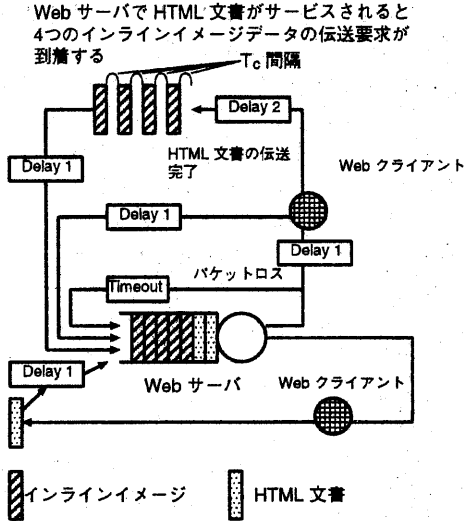 Web サーバで HTML 文書がサービスされると
4つのインラインイメージデータの伝送要求が
到着する
Tc 間隔
Delay 2
Delay 1
HTML 文書の伝送
完了
Web クライアント
Delay 1
Delay 1
パケットロス
Timeout
Delay 1
Web サーバ
Web クライアント
インラインイメージ
HTML 文書